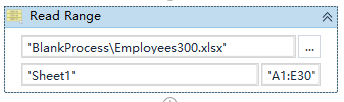 Read Range
"BlankProcess\Employees300.xlsx" ...
"Sheet1" "A1:E30"